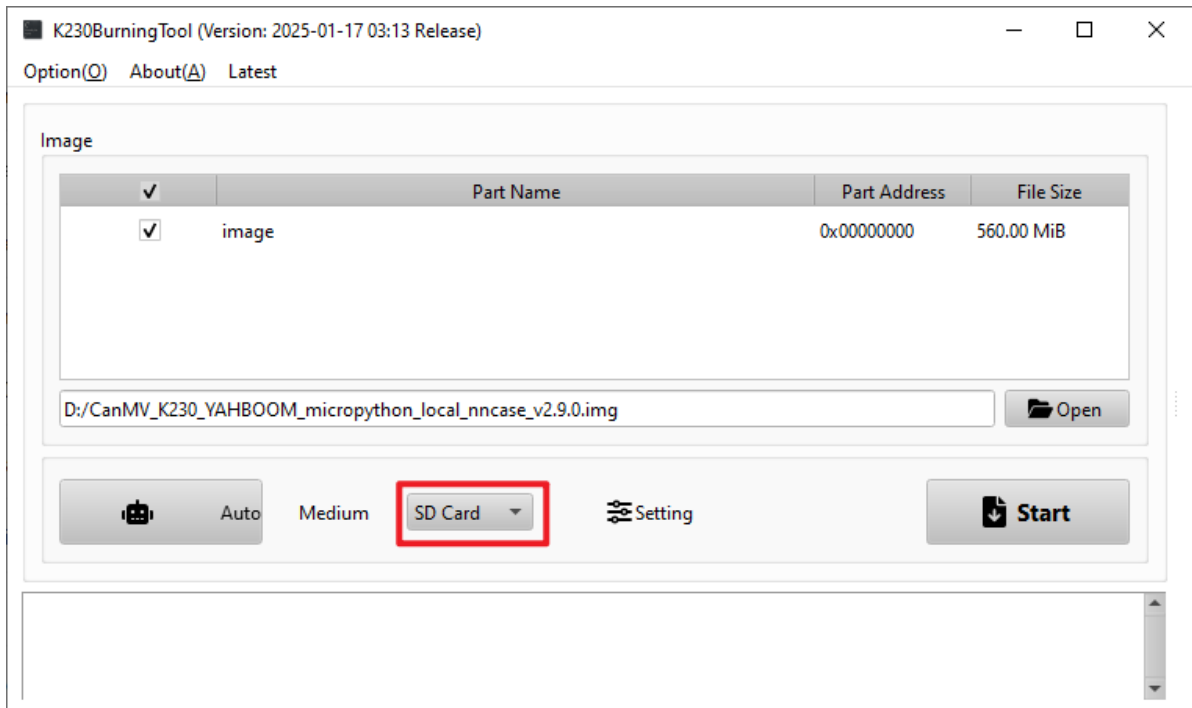 K230BurningTool (Version: 2025-01-17 03:13 Release)
Option(O) About(A) Latest
Image
Part Name Part Address File Size
image 0x00000000 560.00 MiB
D:/CanMV_K230_YAHBOOM_micropython_local_nncase_v2.9.0.img Open
Auto Medium SD Card Setting Start